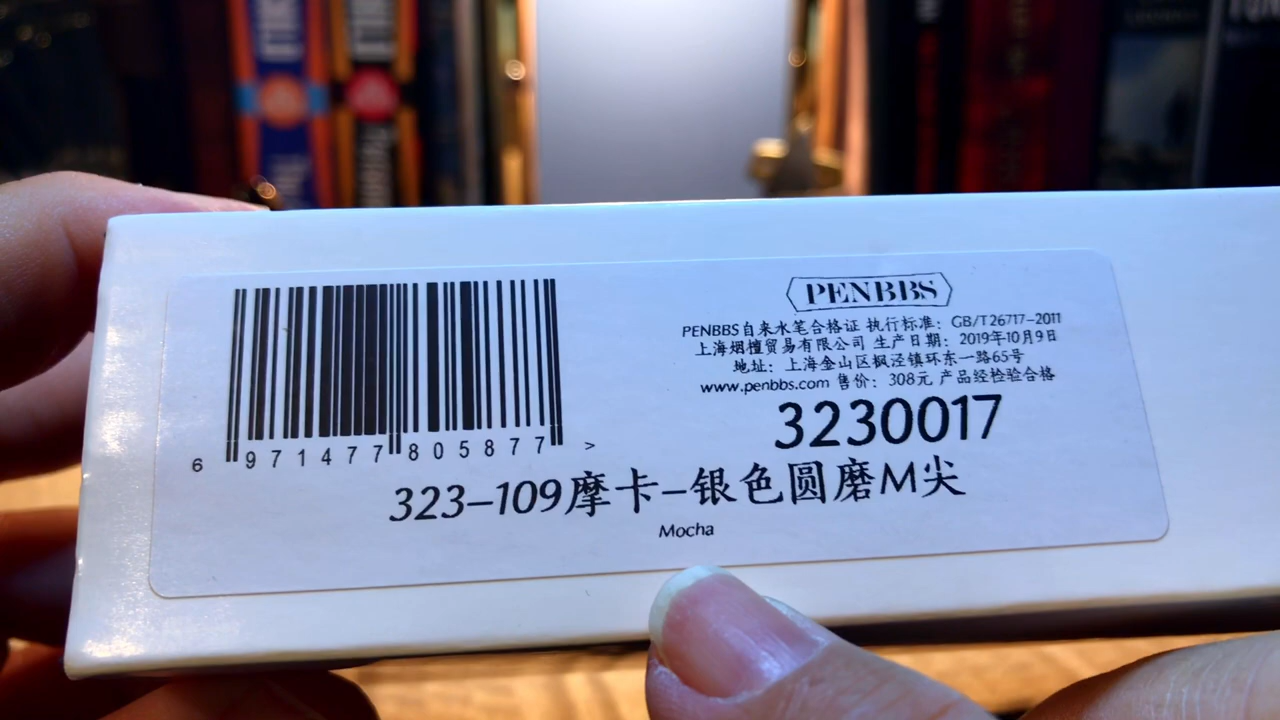 PENBBS
PENBBS自来水笔合格证 执行标准: GB/T26717-2011
上海烟檀贸易有限公司 生产日期: 2019年10月9日
地址: 上海金山区枫泾镇环东一路65号
www.penbbs.com 售价: 308元 产品经检验合格
3230017
6 971477 805877 >
323-109摩卡-银色圆磨M尖
Mocha